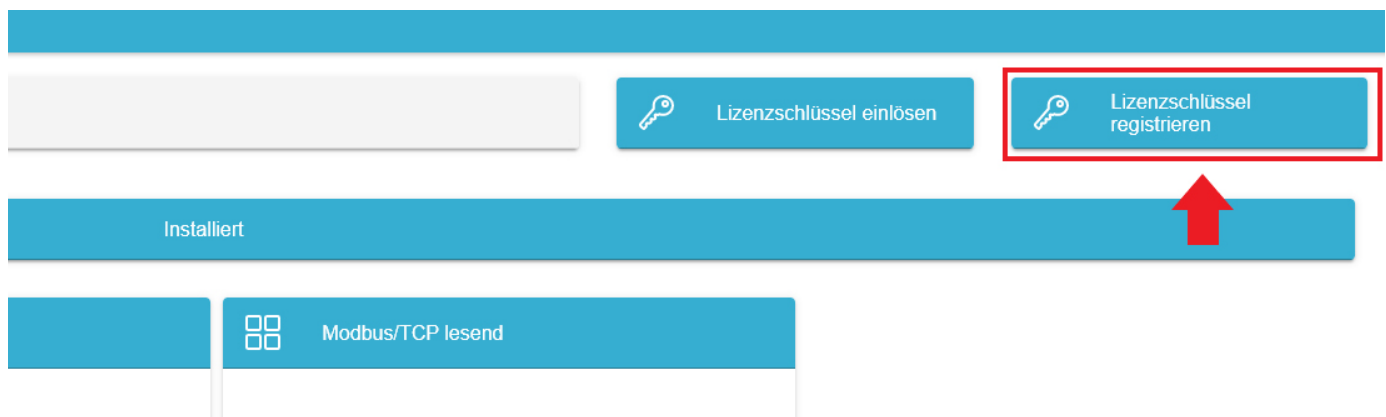 Lizenzschlüssel einlösen
Lizenzschlüssel
registrieren
Installiert
Modbus/TCP lesend